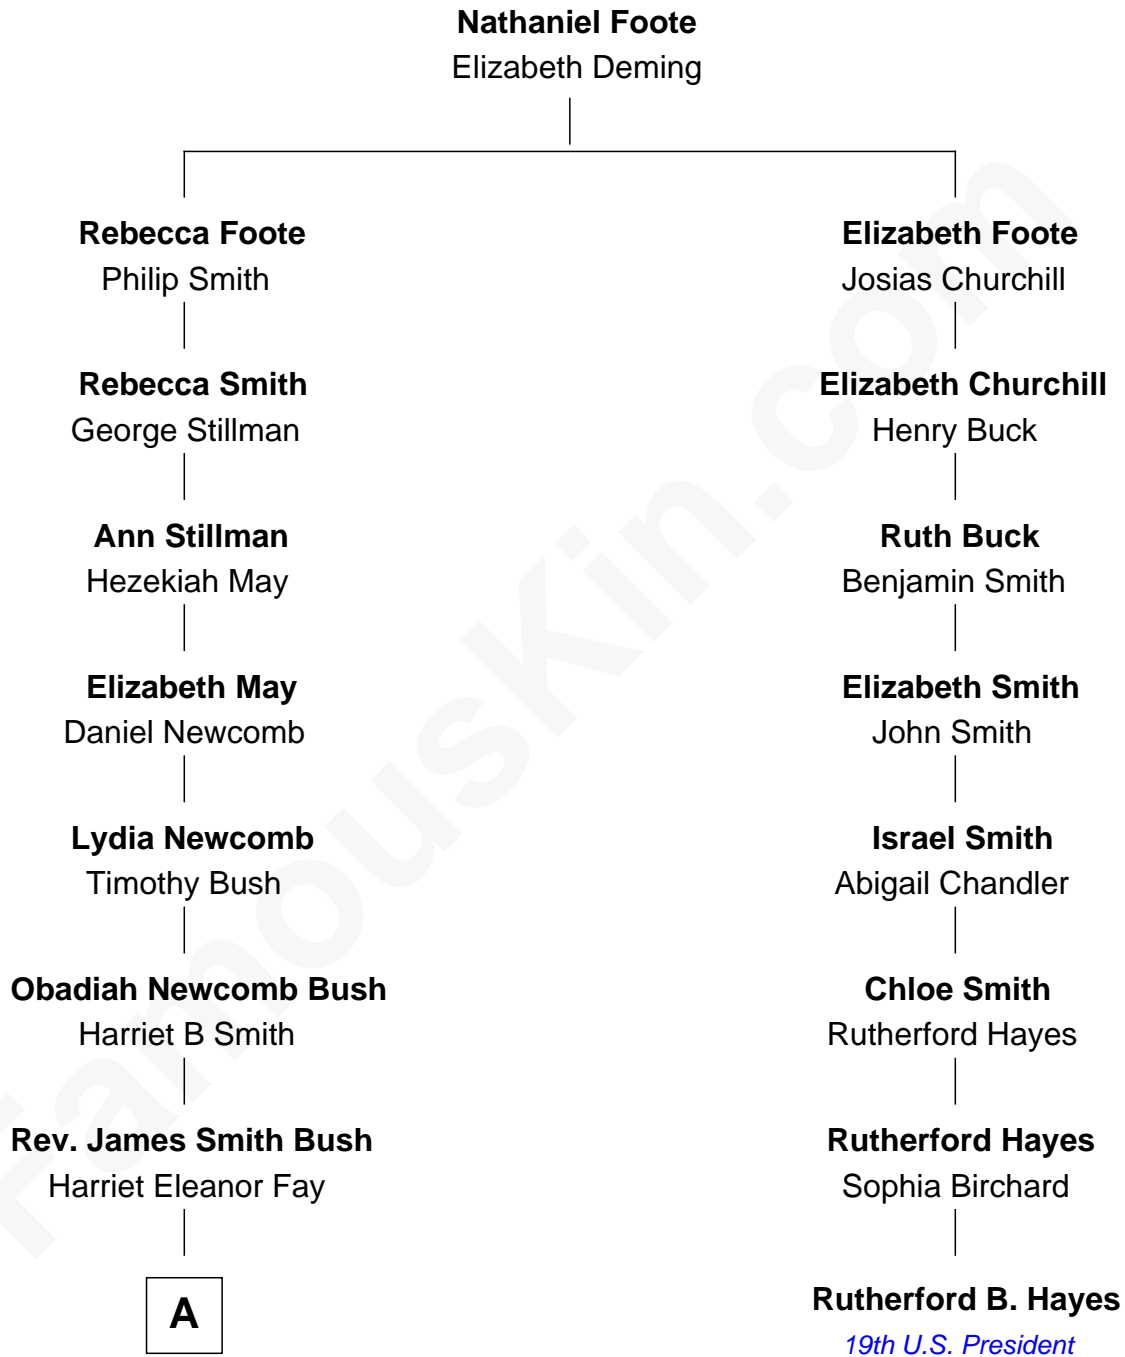 Nathaniel Foote
Elizabeth Deming
Rebecca Foote
Philip Smith
Rebecca Smith
George Stillman
Ann Stillman
Hezekiah May
Elizabeth May
Daniel Newcomb
Lydia Newcomb
Timothy Bush
Obadiah Newcomb Bush
Harriet B Smith
Rev. James Smith Bush
Harriet Eleanor Fay
A
Elizabeth Foote
Josias Churchill
Elizabeth Churchill
Henry Buck
Ruth Buck
Benjamin Smith
Elizabeth Smith
John Smith
Israel Smith
Abigail Chandler
Chloe Smith
Rutherford Hayes
Rutherford Hayes
Sophia Birchard
Rutherford B. Hayes
19th U.S. President
FamousKin.com